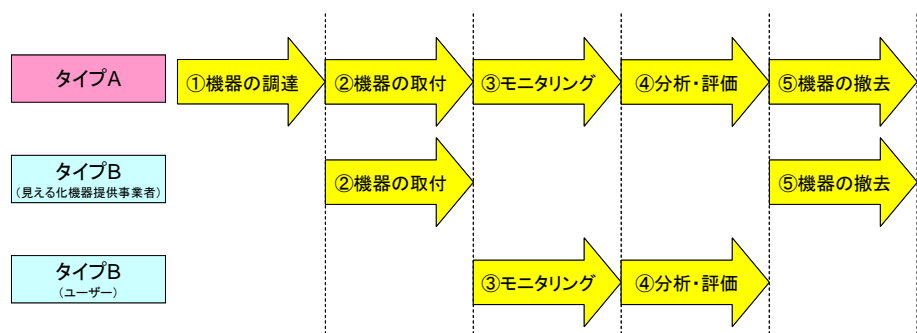 タイプA
①機器の調達
②機器の取付
③モニタリング
④分析・評価
⑤機器の撤去
タイプB
(見える化機器提供事業者)
②機器の取付
⑤機器の撤去
タイプB
(ユーザー)
③モニタリング
④分析・評価